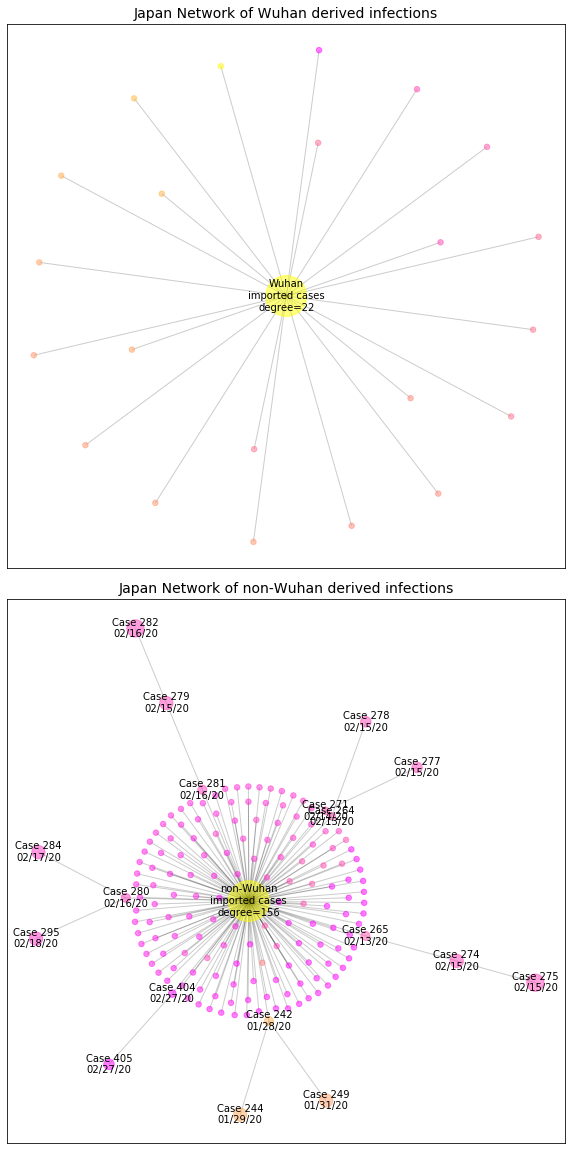 Japan Network of Wuhan derived infections
Wuhan
imported cases
degree=22
Japan Network of non-Wuhan derived infections
Case 282
02/16/20
Case 279
02/15/20
Case 278
02/15/20
Case 277
02/15/20
Case 281
02/16/20
Case 271
02/14/20
Case 264
02/13/20
Case 284
02/17/20
Case 280
02/16/20
non-Wuhan
imported cases
degree=156
Case 295
02/18/20
Case 265
02/13/20
Case 274
02/15/20
Case 275
02/15/20
Case 404
02/27/20
Case 242
01/28/20
Case 405
02/27/20
Case 249
01/31/20
Case 244
01/29/20